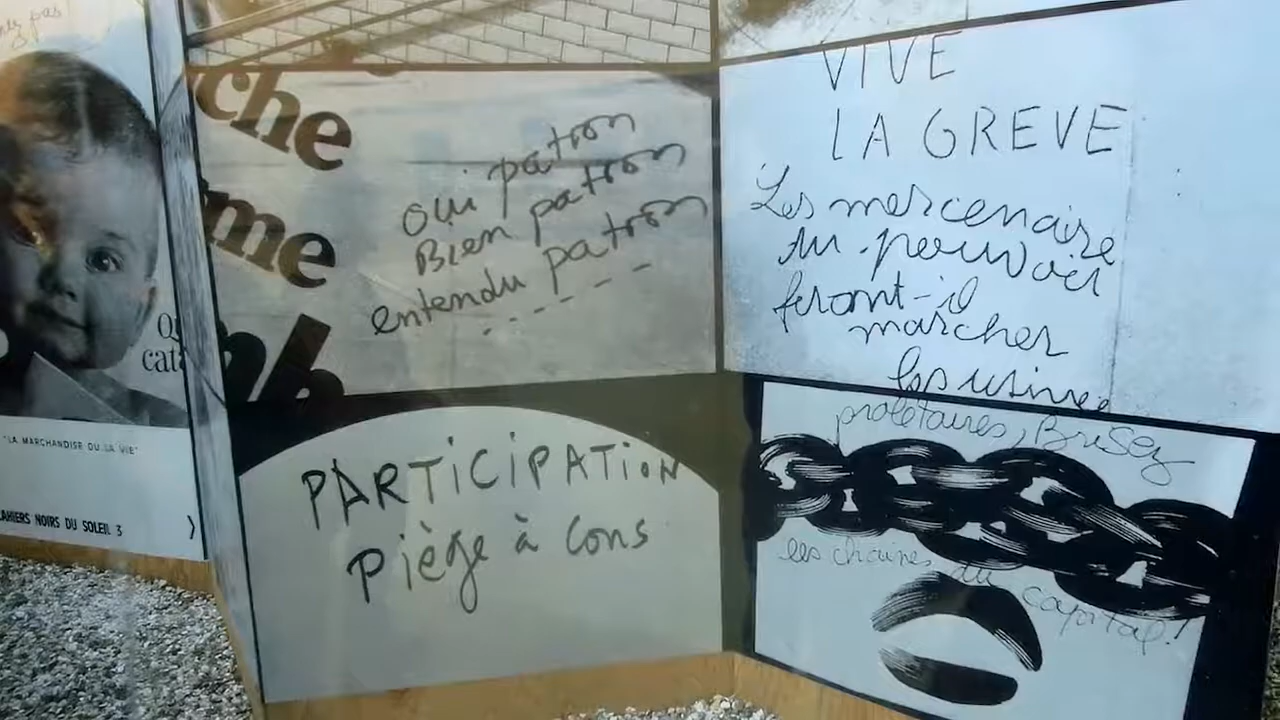 che
me
Oui patron
Bien patron
entendu patron
VIVE
LA GREVE
Les mercenaire
du pouvoir
feront-il
marcher
les usines
"LA MARCHANDISE OU LA VIE"
CAHIERS NOIRS DU SOLEIL 3
PARTICIPATION
Piège à Cons
prolétaires, Brisez
les chaines du capital!